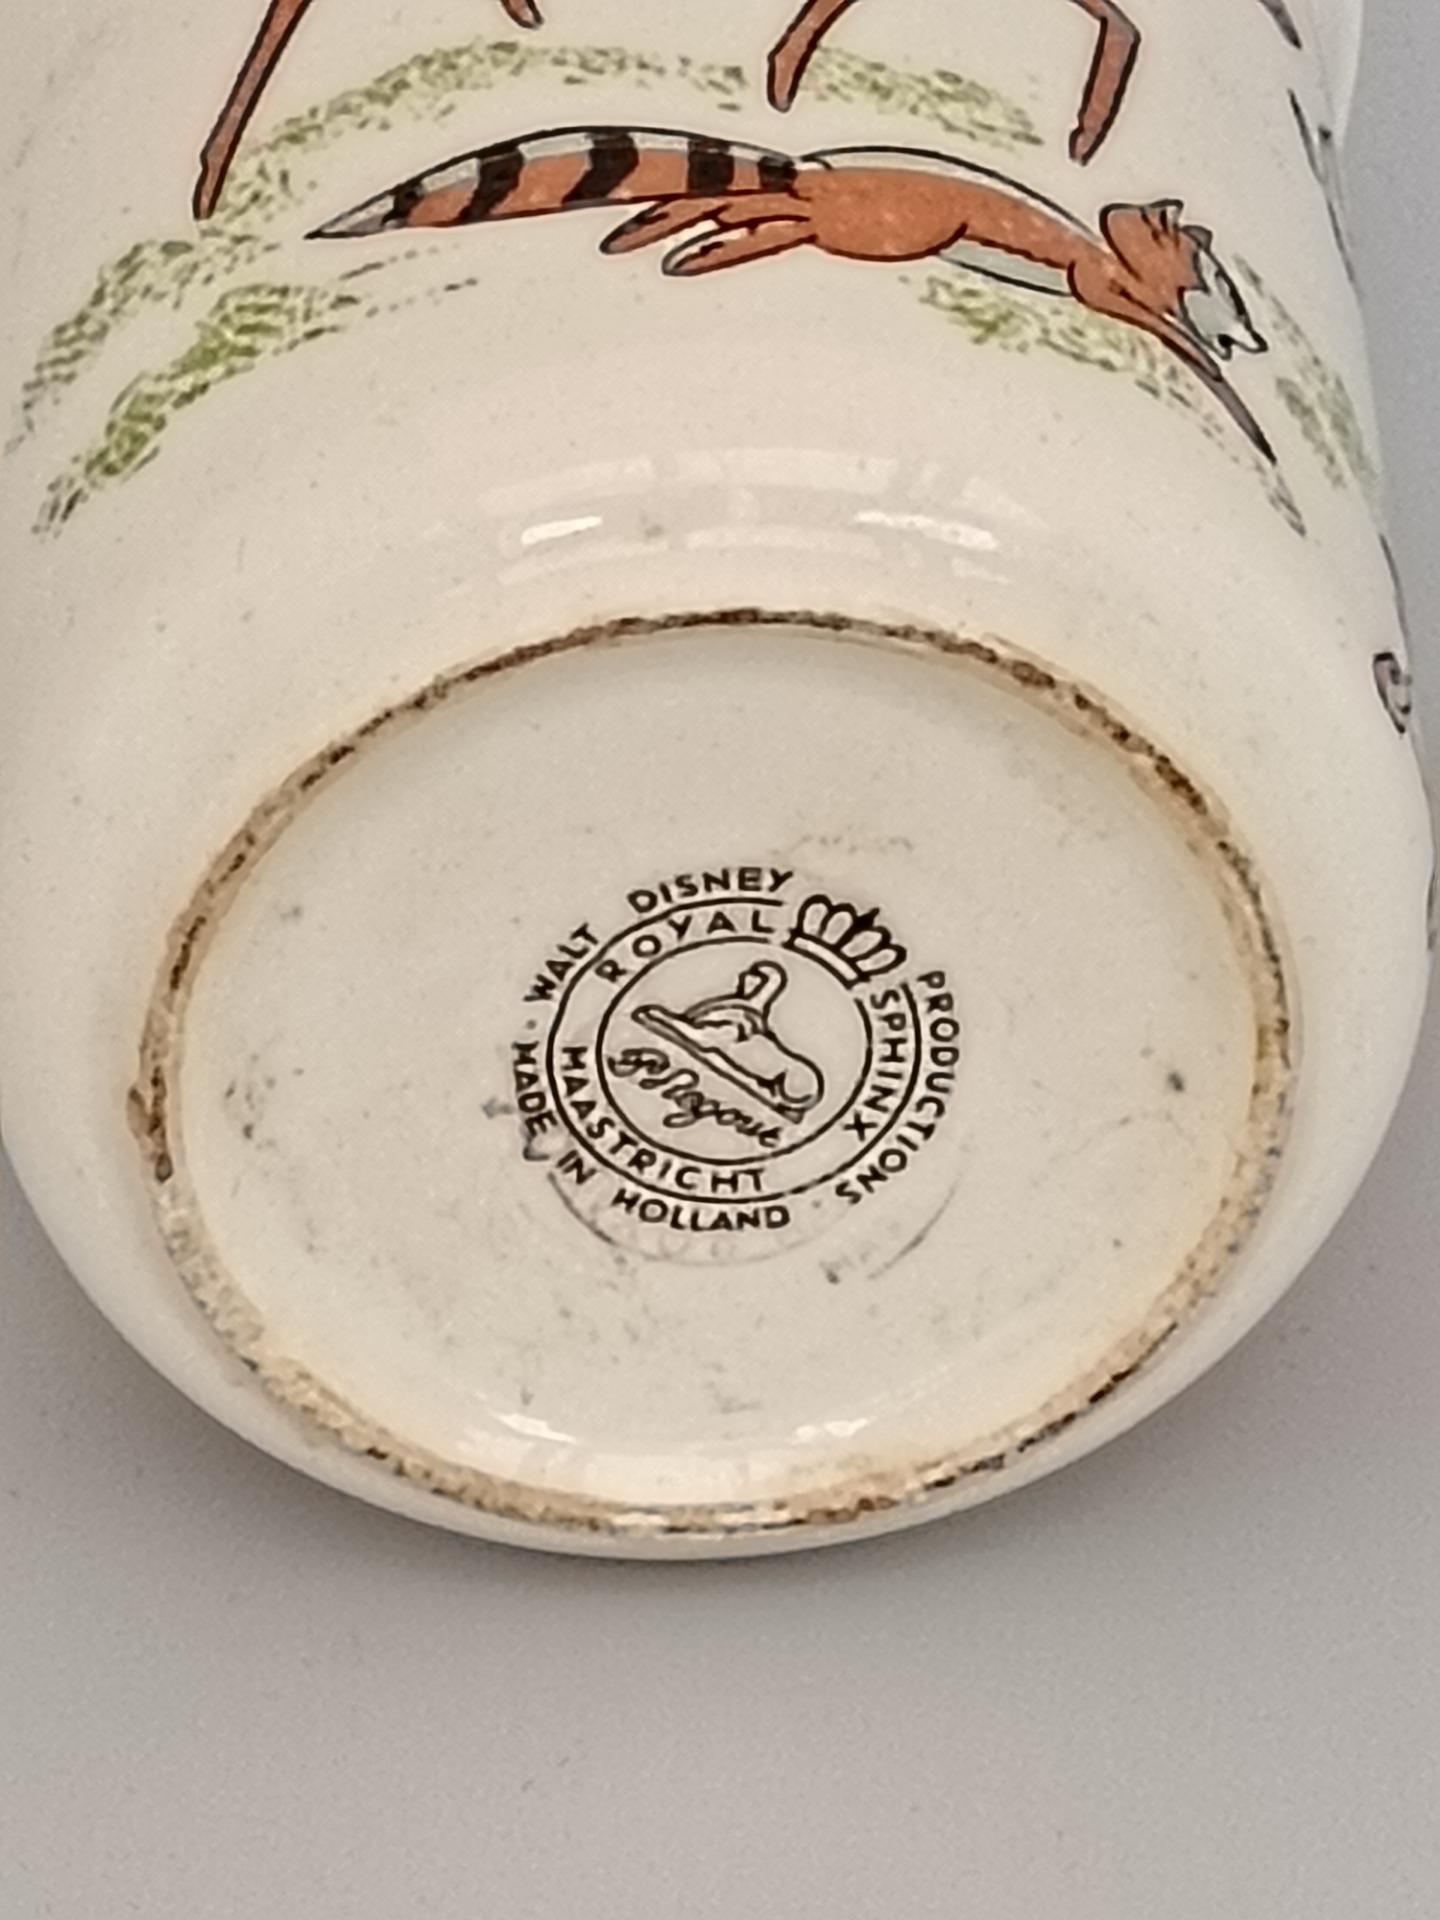 WALT DISNEY PRODUCTIONS
MADE IN HOLLAND
ROYAL SPHINX
MAASTRICHT
P. Regout